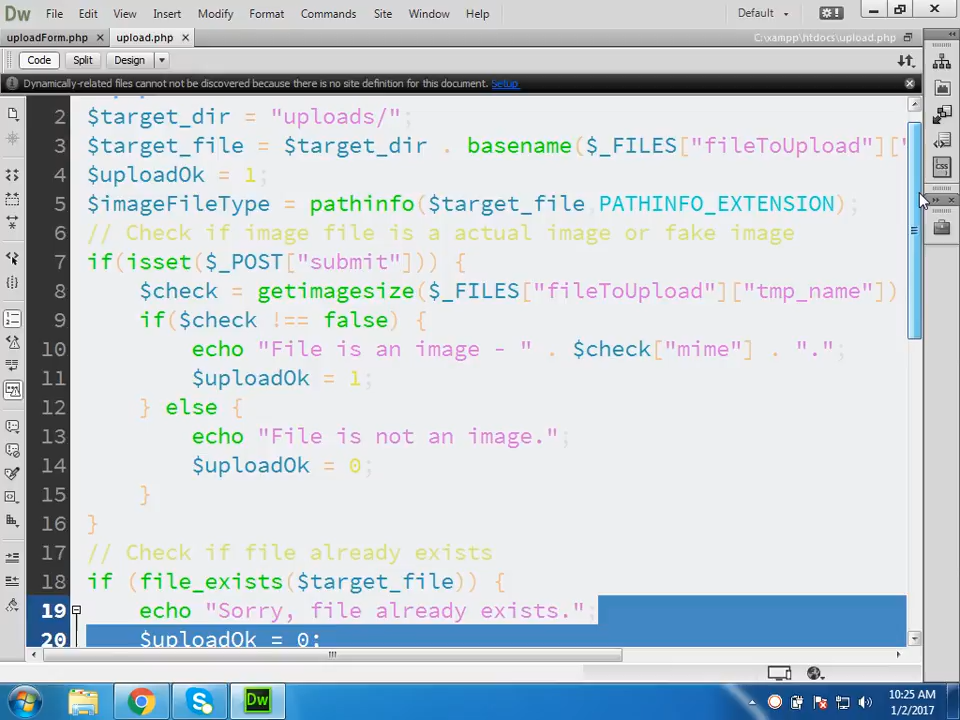 Dw File Edit View Insert Modify Format Commands Site Window Help Default
uploadForm.php upload.php C:\xampp\htdocs\upload.php
Code Split Design
Dynamically-related files cannot not be discovered because there is no site definition for this document. Setup
2 $target_dir = "uploads/";
3 $target_file = $target_dir . basename($_FILES["fileToUpload"]["
4 $uploadOk = 1;
5 $imageFileType = pathinfo($target_file,PATHINFO_EXTENSION);
6 // Check if image file is a actual image or fake image
7 if(isset($_POST["submit"])) {
8 $check = getimagesize($_FILES["fileToUpload"]["tmp_name"])
9 if($check !== false) {
10 echo "File is an image - " . $check["mime"] . ".";
11 $uploadOk = 1;
12 } else {
13 echo "File is not an image.";
14 $uploadOk = 0;
15 }
16 }
17 // Check if file already exists
18 if (file_exists($target_file)) {
19 echo "Sorry, file already exists.";
20 $uploadOk = 0;
CSS
Dw
10:25 AM
1/2/2017